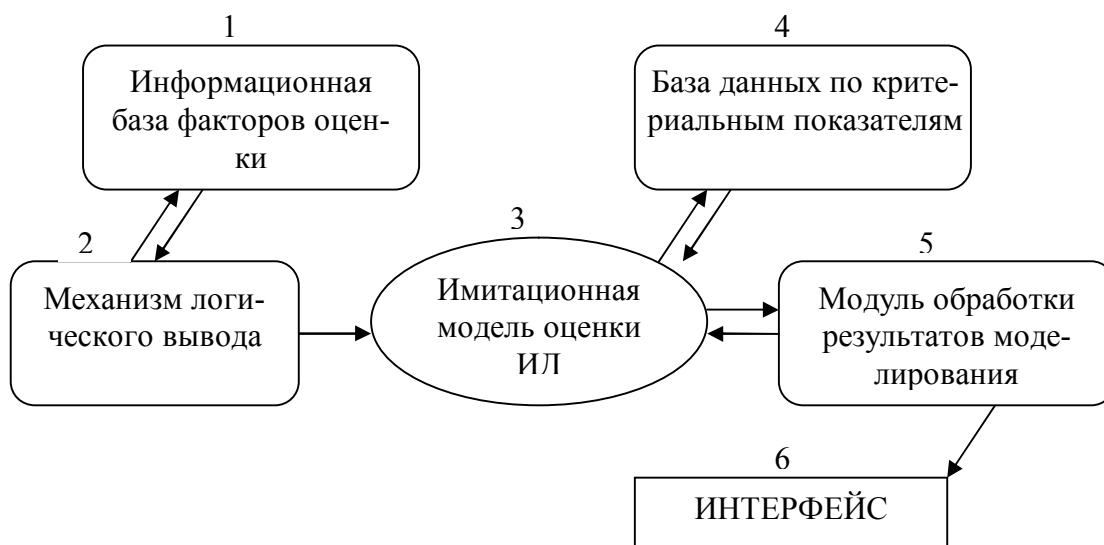 1
Информационная
база факторов оцен-
ки
4
База данных по крите-
риальным показателям
2
Механизм логи-
ческого вывода
3
Имитационная
модель оценки
ИД
5
Модуль обработки
результатов моде-
лирования
6
ИНТЕРФЕЙС